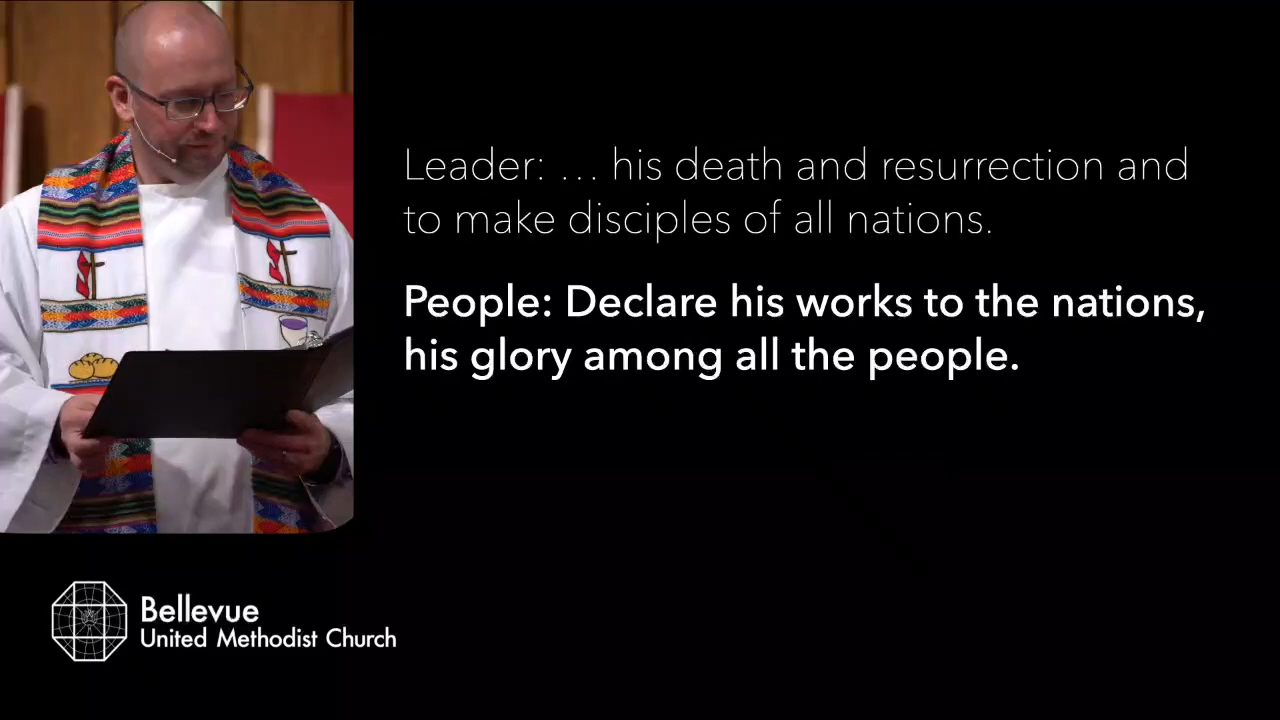 Leader: … his death and resurrection and
to make disciples of all nations.
People: Declare his works to the nations,
his glory among all the people.
Bellevue
United Methodist Church